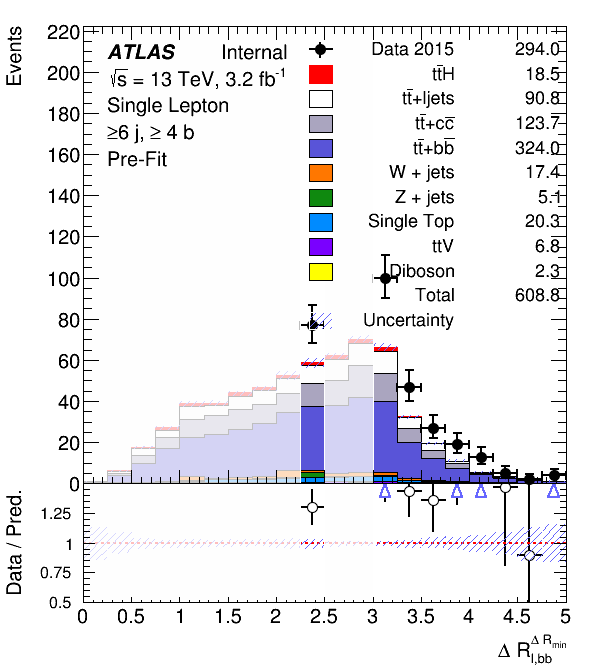 Events
ATLAS Internal
√s = 13 TeV, 3.2 fb⁻¹
Single Lepton
≥6 j, ≥ 4 b
Pre-Fit
Data 2015 294.0
tt̄H 18.5
tt̄+ljets 90.8
tt̄+cc̄ 123.7
tt̄+bb̄ 324.0
W + jets 17.4
Z + jets 5.1
Single Top 20.3
ttV 6.8
Diboson 2.3
Total 608.8
Uncertainty
220
200
180
160
140
120
100
80
60
40
20
0
Data / Pred.
1.25
1
0.75
0.5
0 0.5 1 1.5 2 2.5 3 3.5 4 4.5 5
Δ R_{l,bb}^{Δ R_{min}}